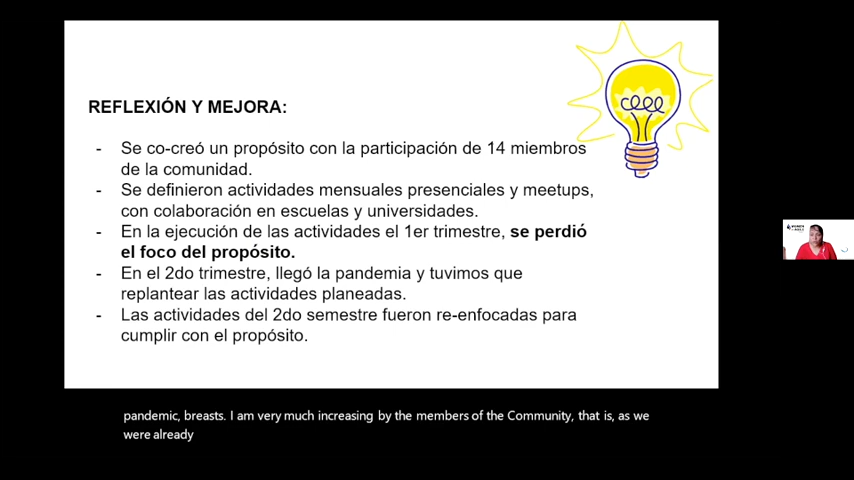 REFLEXIÓN Y MEJORA:
- Se co-creó un propósito con la participación de 14 miembros
de la comunidad.
- Se definieron actividades mensuales presenciales y meetups,
con colaboración en escuelas y universidades.
- En la ejecución de las actividades el 1er trimestre, se perdió
el foco del propósito.
- En el 2do trimestre, llegó la pandemia y tuvimos que
replantear las actividades planeadas.
- Las actividades del 2do semestre fueron re-enfocadas para
cumplir con el propósito.
pandemic, breasts. I am very much increasing by the members of the Community, that is, as we
were already